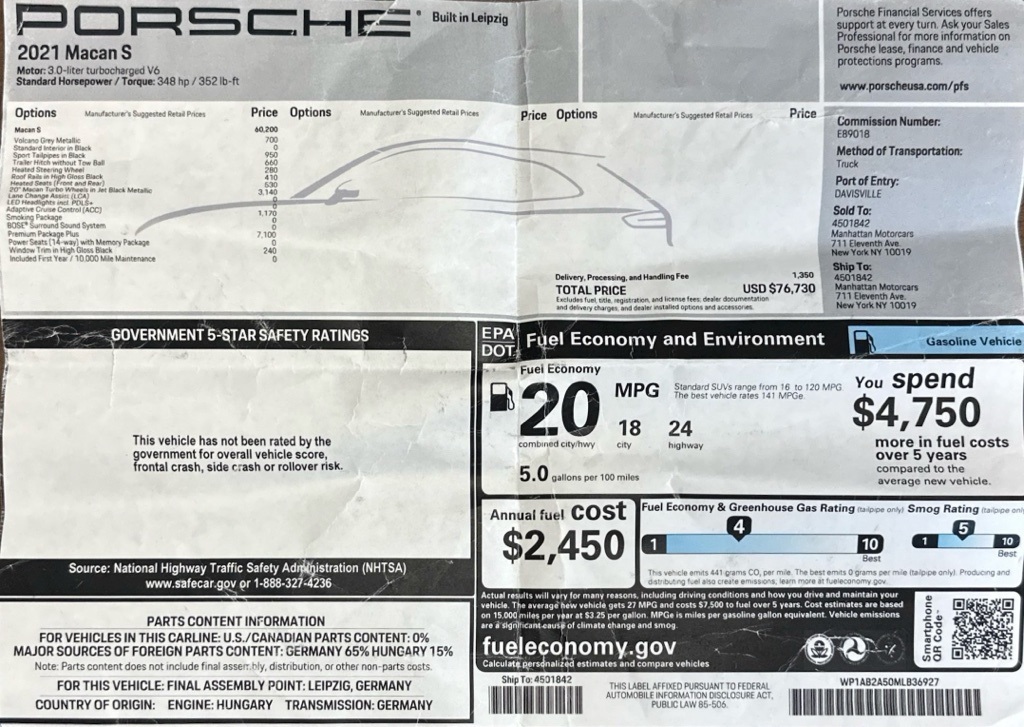 PORSCHE®
Built in Leipzig
2021 Macan S
Motor: 3.0-liter turbocharged V6
Standard Horsepower / Torque: 348 hp / 352 lb-ft
Porsche Financial Services offers
support at every turn. Ask your Sales
Professional for more information on
Porsche lease, finance and vehicle
protections programs.
www.porscheusa.com/pfs
Options Manufacturer's Suggested Retail Prices Price Options Manufacturer's Suggested Retail Prices Price Options Manufacturer's Suggested Retail Prices Price
Macan S 60,200
Volcano Grey Metallic 700
Standard Interior in Black 0
Sport Tailpipes in Black 950
Trailer Hitch without Tow Ball 660
Heated Steering Wheel 280
Roof Rails in High Gloss Black 410
Heated Seats (Front and Rear) 530
20" Macan Turbo Wheels in Jet Black Metallic 3,140
Lane Change Assist (LCA) 0
LED Headlights incl. PDLS+ 0
Adaptive Cruise Control (ACC) 1,170
Smoking Package 0
BOSE® Surround Sound System 0
Premium Package Plus 7,100
Power Seats (14-way) with Memory Package 0
Window Trim in High Gloss Black 240
Included First Year / 10,000 Mile Maintenance 0
Delivery, Processing, and Handling Fee 1,350
TOTAL PRICE USD $76,730
Excludes fuel, title, registration, and license fees, dealer documentation
and delivery charges, and dealer installed options and accessories.
Commission Number:
E89018
Method of Transportation:
Truck
Port of Entry:
DAVISVILLE
Sold To:
4501842
Manhattan Motorcars
711 Eleventh Ave.
New York NY 10019
Ship To:
4501842
Manhattan Motorcars
711 Eleventh Ave.
New York NY 10019
GOVERNMENT 5-STAR SAFETY RATINGS
This vehicle has not been rated by the
government for overall vehicle score,
frontal crash, side crash or rollover risk.
Source: National Highway Traffic Safety Administration (NHTSA)
www.safecar.gov or 1-888-327-4236
PARTS CONTENT INFORMATION
FOR VEHICLES IN THIS CARLINE: U.S./CANADIAN PARTS CONTENT: 0%
MAJOR SOURCES OF FOREIGN PARTS CONTENT: GERMANY 65% HUNGARY 15%
Note: Parts content does not include final assembly, distribution, or other non-parts costs.
FOR THIS VEHICLE: FINAL ASSEMBLY POINT: LEIPZIG, GERMANY
COUNTRY OF ORIGIN: ENGINE: HUNGARY TRANSMISSION: GERMANY
EPA
DOT
Fuel Economy and Environment
Gasoline Vehicle
Fuel Economy
20 MPG
combined city/hwy
18
city
24
highway
Standard SUVs range from 16 to 120 MPG.
The best vehicle rates 141 MPGe.
5.0 gallons per 100 miles
You spend
$4,750
more in fuel costs
over 5 years
compared to the
average new vehicle.
Annual fuel cost
$2,450
Fuel Economy & Greenhouse Gas Rating (tailpipe only)
4
1
10
Best
Smog Rating (tailpipe only)
5
1
10
Best
This vehicle emits 441 grams CO₂ per mile. The best emits 0 grams per mile (tailpipe only). Producing and
distributing fuel also create emissions; learn more at fueleconomy.gov.
Actual results will vary for many reasons, including driving conditions and how you drive and maintain your
vehicle. The average new vehicle gets 27 MPG and costs $7,500 to fuel over 5 years. Cost estimates are based
on 15,000 miles per year at $3.25 per gallon. MPGe is miles per gasoline gallon equivalent. Vehicle emissions
are a significant cause of climate change and smog.
fueleconomy.gov
Calculate personalized estimates and compare vehicles
Smartphone
QR Code™
Ship To: 4501842
THIS LABEL AFFIXED PURSUANT TO FEDERAL
AUTOMOBILE INFORMATION DISCLOSURE ACT,
PUBLIC LAW 85-506.
WP1AB2A50MLB36927